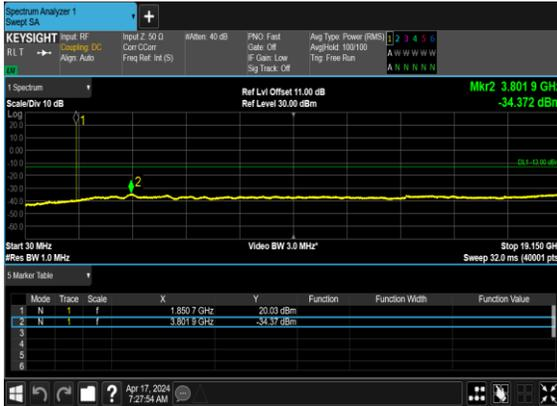 Spectrum Analyzer 1
Swept SA
KEYSIGHT Input: RF Input Z: 50 Ω #Atten: 40 dB PNO: Fast Avg Type: Power (RMS) 1 2 3 4 5 6
RLT Coupling: DC Corr CCorr Gate: Off Avg|Hold: 100/100 A W W W W W
Align: Auto Freq Ref: Int (S) IF Gain: Low Trig: Free Run
Sig Track: Off A N N N N N
1 Spectrum Ref Lvl Offset 11.00 dB Mkr2 3.801 9 GHz
Scale/Div 10 dB Ref Level 30.00 dBm -34.372 dBm
Log
1
20.0
10.0
0.00
-10.0
DL1 -13.00 dBm
-20.0
2
-30.0
-40.0
-50.0
-60.0
Start 30 MHz Video BW 3.0 MHz* Stop 19.150 GHz
#Res BW 1.0 MHz Sweep 32.0 ms (40001 pts)
5 Marker Table
Mode Trace Scale X Y Function Function Width Function Value
1 N 1 f 1.850 7 GHz 20.03 dBm
2 N 1 f 3.801 9 GHz -34.37 dBm
3
4
5
6
? Apr 17, 2024
7:27:54 AM